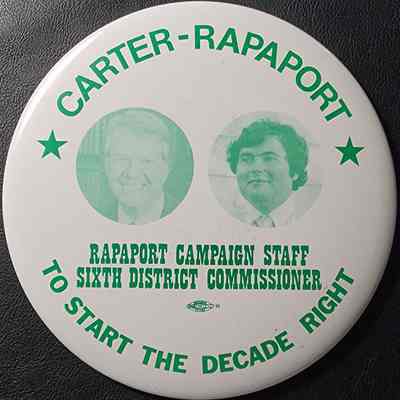 CARTER-RAPAPORT
RAPAPORT CAMPAIGN STAFF
SIXTH DISTRICT COMMISSIONER
TO START THE DECADE RIGHT